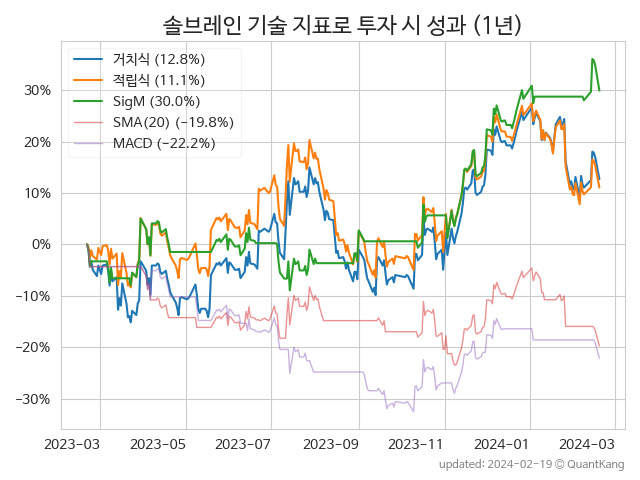 솔브레인 기술 지표로 투자 시 성과 (1년)
거치식 (12.8%)
적립식 (11.1%)
SigM (30.0%)
SMA(20) (−19.8%)
MACD (−22.2%)
30%
20%
10%
0%
−10%
−20%
−30%
2023-03 2023-05 2023-07 2023-09 2023-11 2024-01 2024-03
updated: 2024-02-19 © QuantKang